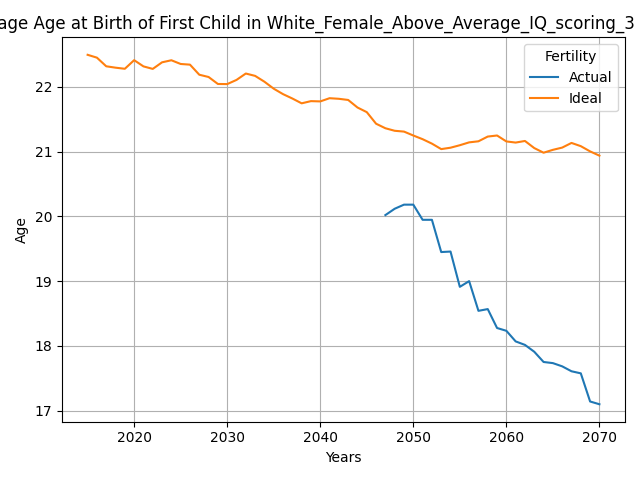 age Age at Birth of First Child in White_Female_Above_Average_IQ_scoring_3
Fertility
Actual
Ideal
22
21
20
19
18
17
Age
2020 2030 2040 2050 2060 2070
Years